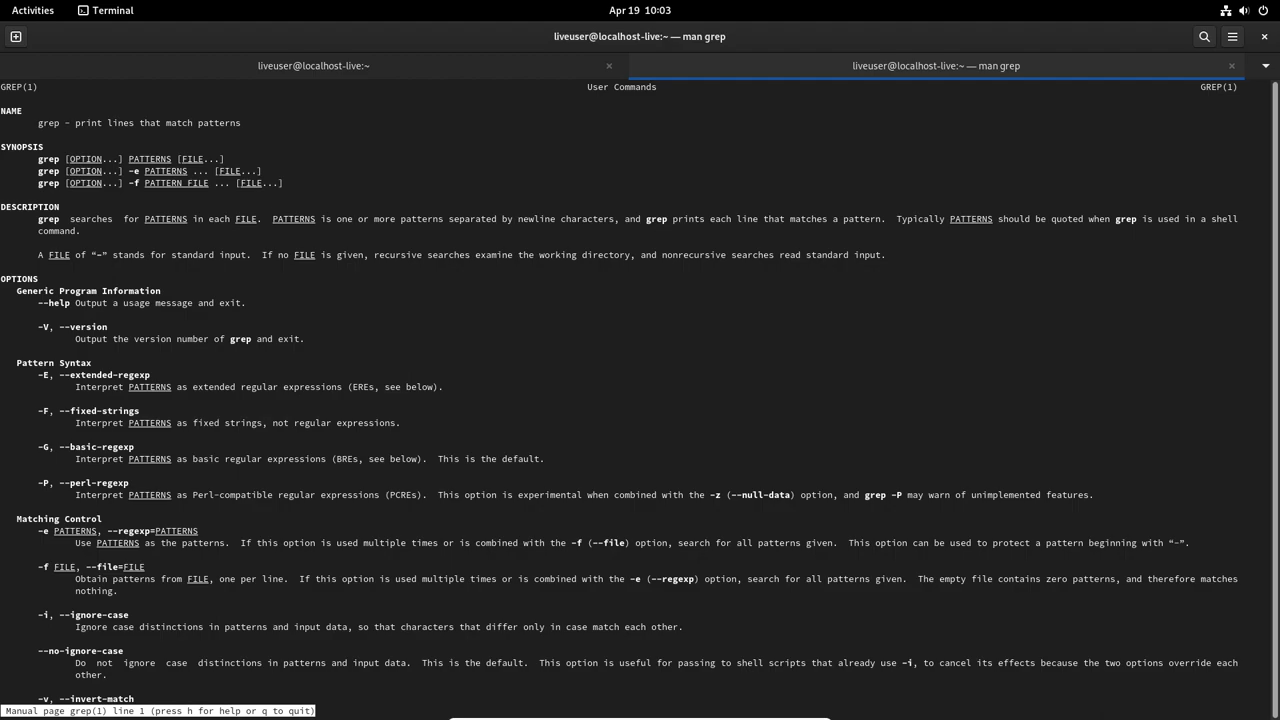 Activities Terminal Apr 19 10:03
liveuser@localhost-live:~ — man grep
liveuser@localhost-live:~ × liveuser@localhost-live:~ — man grep ×
GREP(1) User Commands GREP(1)
NAME
grep - print lines that match patterns
SYNOPSIS
grep [OPTION...] PATTERNS [FILE...]
grep [OPTION...] -e PATTERNS ... [FILE...]
grep [OPTION...] -f PATTERN_FILE ... [FILE...]
DESCRIPTION
grep searches for PATTERNS in each FILE. PATTERNS is one or more patterns separated by newline characters, and grep prints each line that matches a pattern. Typically PATTERNS should be quoted when grep is used in a shell
command.
A FILE of “-” stands for standard input. If no FILE is given, recursive searches examine the working directory, and nonrecursive searches read standard input.
OPTIONS
Generic Program Information
--help Output a usage message and exit.
-V, --version
Output the version number of grep and exit.
Pattern Syntax
-E, --extended-regexp
Interpret PATTERNS as extended regular expressions (EREs, see below).
-F, --fixed-strings
Interpret PATTERNS as fixed strings, not regular expressions.
-G, --basic-regexp
Interpret PATTERNS as basic regular expressions (BREs, see below). This is the default.
-P, --perl-regexp
Interpret PATTERNS as Perl-compatible regular expressions (PCREs). This option is experimental when combined with the -z (--null-data) option, and grep -P may warn of unimplemented features.
Matching Control
-e PATTERNS, --regexp=PATTERNS
Use PATTERNS as the patterns. If this option is used multiple times or is combined with the -f (--file) option, search for all patterns given. This option can be used to protect a pattern beginning with “-”.
-f FILE, --file=FILE
Obtain patterns from FILE, one per line. If this option is used multiple times or is combined with the -e (--regexp) option, search for all patterns given. The empty file contains zero patterns, and therefore matches
nothing.
-i, --ignore-case
Ignore case distinctions in patterns and input data, so that characters that differ only in case match each other.
--no-ignore-case
Do not ignore case distinctions in patterns and input data. This is the default. This option is useful for passing to shell scripts that already use -i, to cancel its effects because the two options override each
other.
-v, --invert-match
Manual page grep(1) line 1 (press h for help or q to quit)